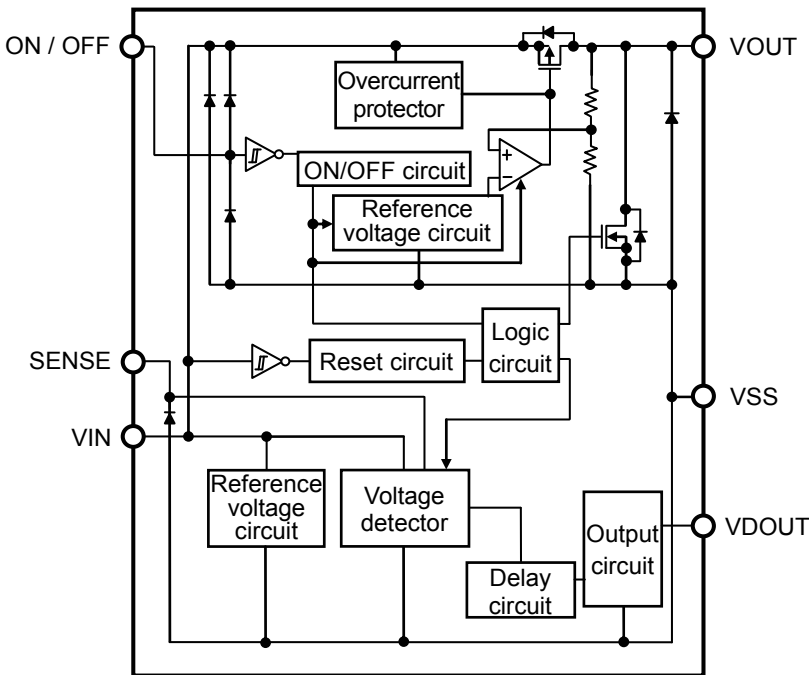 ON / OFF
VOUT
Overcurrent
protector
+
−
ON/OFF circuit
Reference
voltage circuit
Logic
circuit
Reset circuit
SENSE
VSS
VIN
Reference
voltage
circuit
Voltage
detector
Output
circuit
VDOUT
Delay
circuit